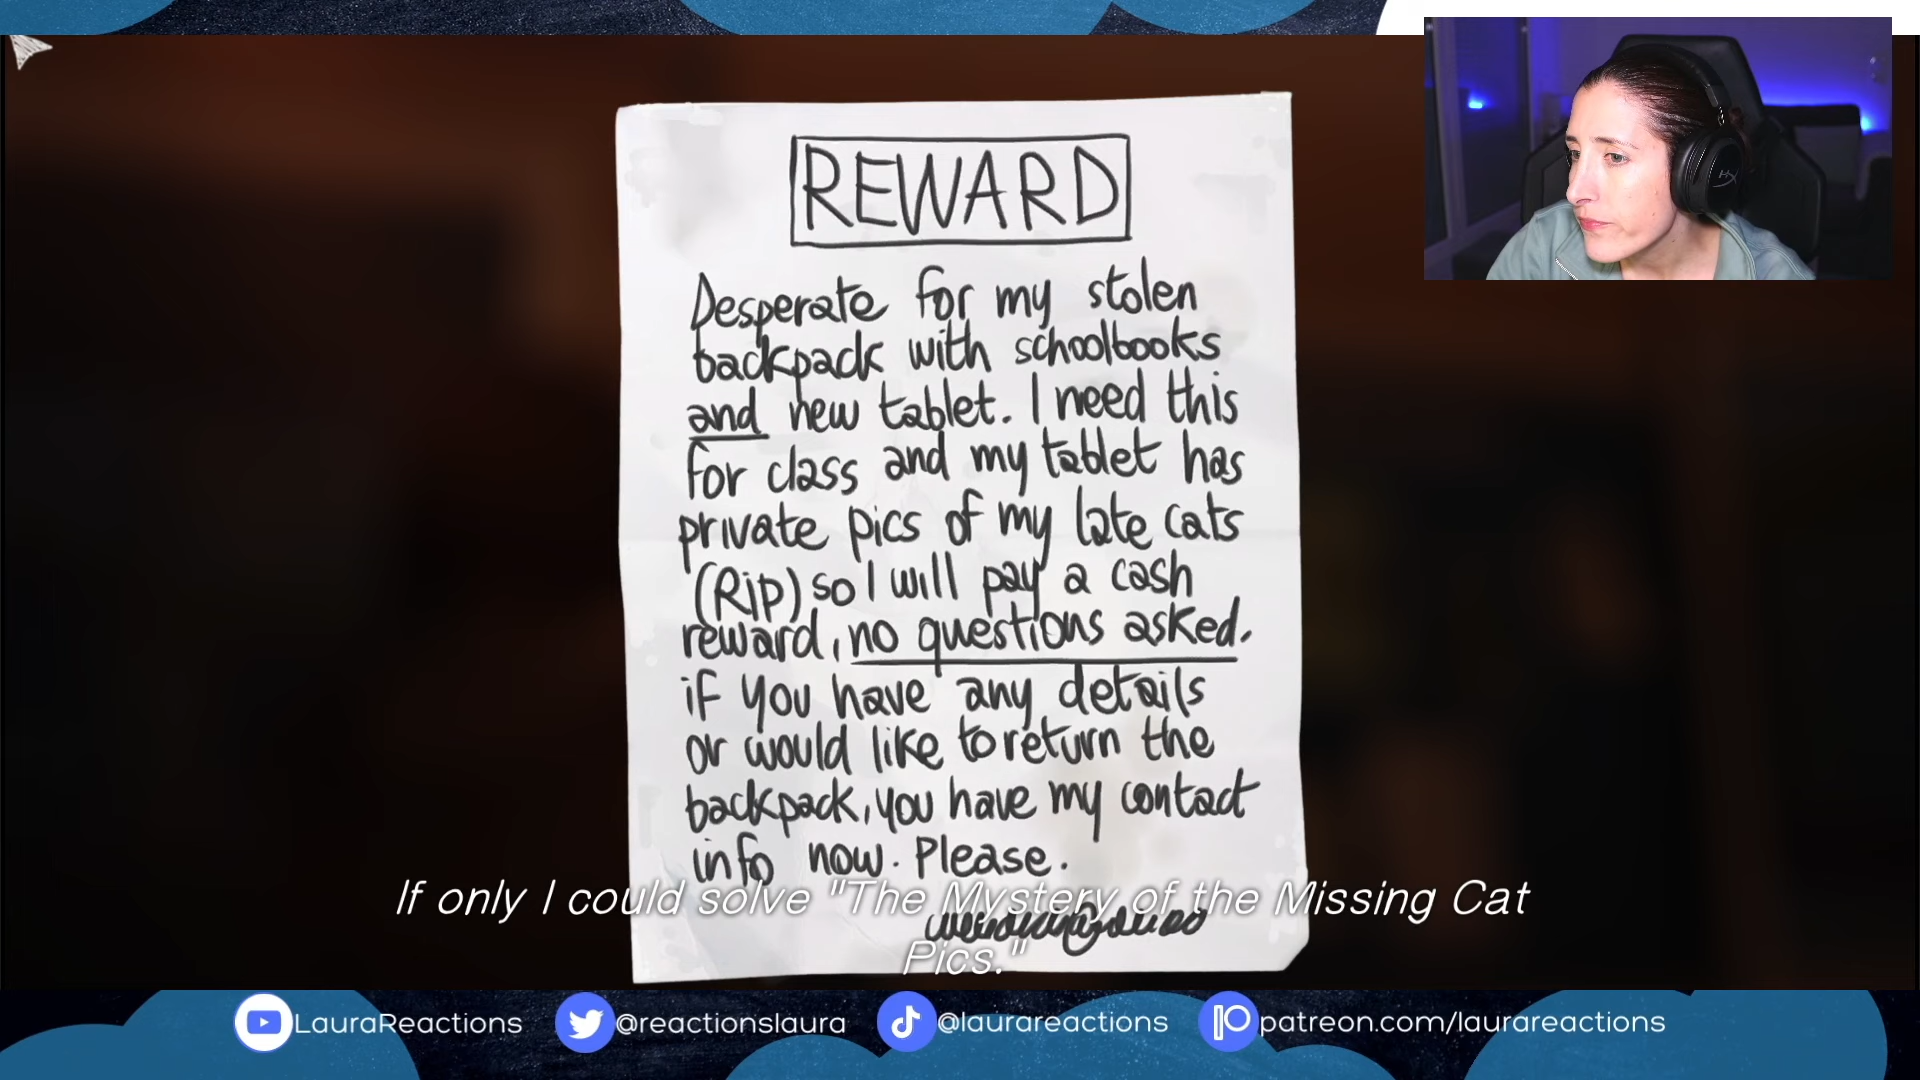 REWARD
Desperate for my stolen
backpack with schoolbooks
and new tablet. I need this
for class and my tablet has
private pics of my late cats
(RIP) so I will pay a cash
reward, no questions asked.
if you have any details
or would like to return the
backpack, you have my contact
info now. Please.
If only I could solve "The Mystery of the Missing Cat
Pics."
LauraReactions
@reactionslaura
@laurareactions
patreon.com/laurareactions